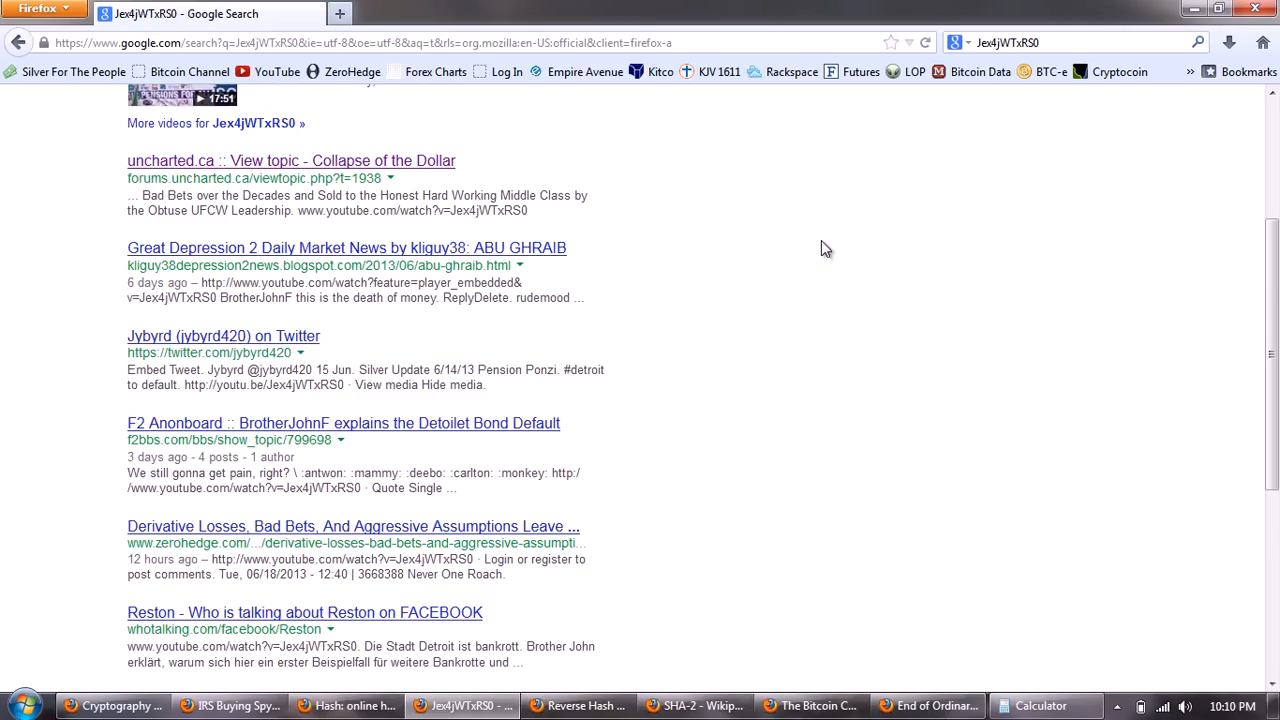 Firefox
Jex4jWTxRS0 - Google Search
https://www.google.com/search?q=Jex4jWTxRS0&ie=utf-8&oe=utf-8&aq=t&rls=org.mozilla:en-US:official&client=firefox-a
Jex4jWTxRS0
Silver For The People Bitcoin Channel YouTube ZeroHedge Forex Charts Log In Empire Avenue Kitco KJV 1611 Rackspace Futures LOP Bitcoin Data BTC-e Cryptocoin » Bookmarks
PENSIONS FOR
17:51
More videos for Jex4jWTxRS0 »
uncharted.ca :: View topic - Collapse of the Dollar
forums.uncharted.ca/viewtopic.php?t=1938
... Bad Bets over the Decades and Sold to the Honest Hard Working Middle Class by
the Obtuse UFCW Leadership. www.youtube.com/watch?v=Jex4jWTxRS0
Great Depression 2 Daily Market News by kliguy38: ABU GHRAIB
kliguy38depression2news.blogspot.com/2013/06/abu-ghraib.html
6 days ago – http://www.youtube.com/watch?feature=player_embedded&
v=Jex4jWTxRS0 BrotherJohnF this is the death of money. ReplyDelete. rudemood ...
Jybyrd (jybyrd420) on Twitter
https://twitter.com/jybyrd420
Embed Tweet. Jybyrd @jybyrd420 15 Jun. Silver Update 6/14/13 Pension Ponzi. #detroit
to default. http://youtu.be/Jex4jWTxRS0 · View media Hide media.
F2 Anonboard :: BrotherJohnF explains the Detoilet Bond Default
f2bbs.com/bbs/show_topic/799698
3 days ago - 4 posts - 1 author
We still gonna get pain, right? \ :antwon: :mammy: :deebo: :carlton: :monkey: http:/
/www.youtube.com/watch?v=Jex4jWTxRS0 · Quote Single ...
Derivative Losses, Bad Bets, And Aggressive Assumptions Leave ...
www.zerohedge.com/.../derivative-losses-bad-bets-and-aggressive-assumpti...
12 hours ago – http://www.youtube.com/watch?v=Jex4jWTxRS0 · Login or register to
post comments. Tue, 06/18/2013 - 12:40 | 3668388 Never One Roach.
Reston - Who is talking about Reston on FACEBOOK
whotalking.com/facebook/Reston
www.youtube.com/watch?v=Jex4jWTxRS0. Die Stadt Detroit ist bankrott. Brother John
erklärt, warum sich hier ein erster Beispielfall für weitere Bankrotte und ...
Cryptography ... IRS Buying Spy... Hash: online h... Jex4jWTxRS0 - ... Reverse Hash ... SHA-2 - Wikip... The Bitcoin C... End of Ordinar... Calculator 10:10 PM